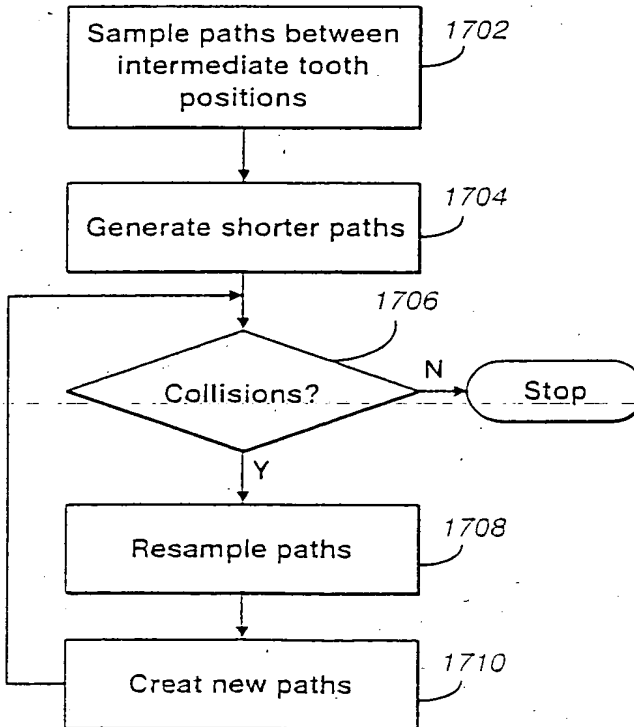 Sample paths between
intermediate tooth
positions
1702
Generate shorter paths
1704
1706
Collisions?
N
Stop
Y
Resample paths
1708
Creat new paths
1710